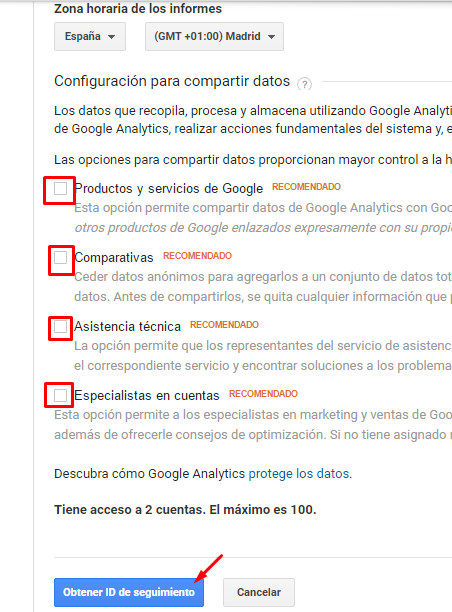 Zona horaria de los informes
España (GMT +01:00) Madrid
Configuración para compartir datos ?
Los datos que recopila, procesa y almacena utilizando Google Analyti
de Google Analytics, realizar acciones fundamentales del sistema y, e
Las opciones para compartir datos proporcionan mayor control a la h
Productos y servicios de Google RECOMENDADO
Esta opción permite compartir datos de Google Analytics con Goo
otros productos de Google enlazados expresamente con su propi
Comparativas RECOMENDADO
Ceder datos anónimos para agregarlos a un conjunto de datos tot
datos. Antes de compartirlos, se quita cualquier información que p
Asistencia técnica RECOMENDADO
La opción permite que los representantes del servicio de asistenc
el correspondiente servicio y encontrar soluciones a los problema
Especialistas en cuentas RECOMENDADO
Esta opción permite a los especialistas en marketing y ventas de Goo
además de ofrecerle consejos de optimización. Si no tiene asignado r
Descubra cómo Google Analytics protege los datos.
Tiene acceso a 2 cuentas. El máximo es 100.
Obtener ID de seguimiento Cancelar